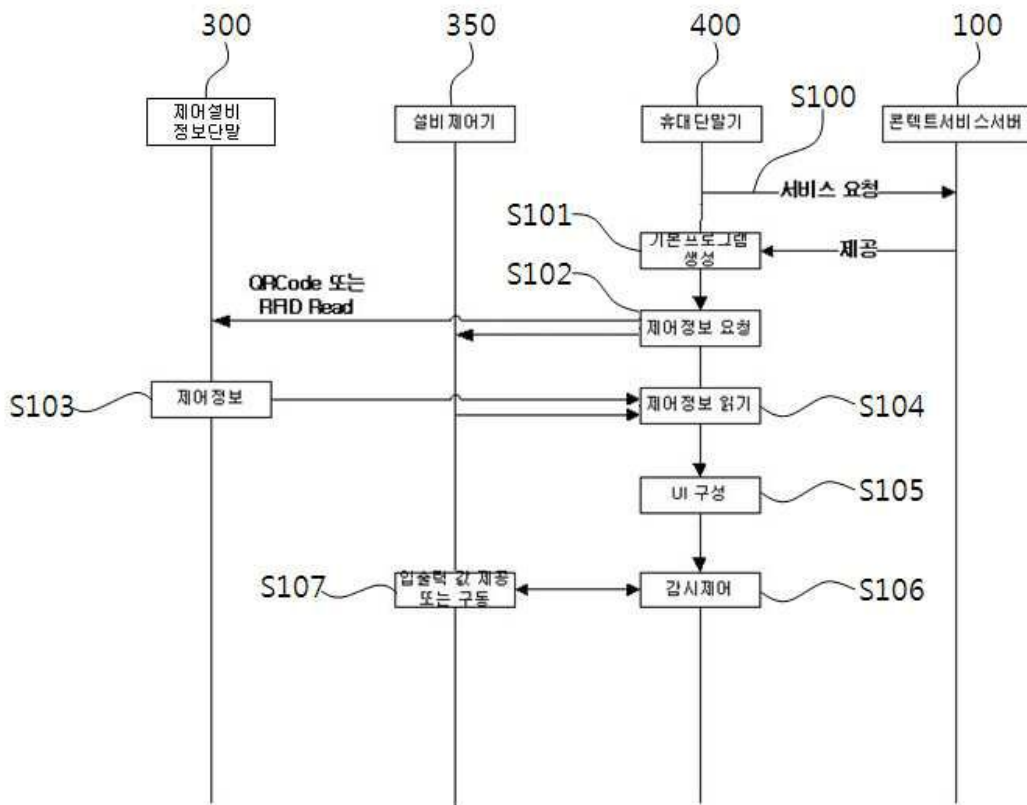 300
350
400
100
제어설비
정보단말
설비제어기
휴대단말기
콘텍트서비스서버
S100
서비스 요청
S101
기본프로그램
생성
제공
S102
QRCode 또는
RFID Read
제어정보 요청
S103
제어정보
제어정보 읽기
S104
UI 구성
S105
S107
입출력 값 제공
또는 구동
감시제어
S106